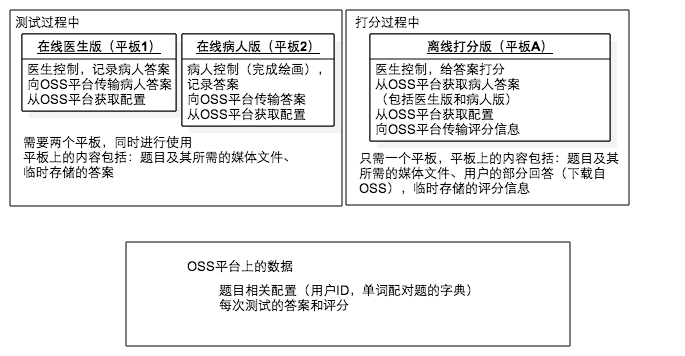 测试过程中
在线医生版（平板1）
医生控制，记录病人答案
向OSS平台传输病人答案
从OSS平台获取配置
在线病人版（平板2）
病人控制（完成绘画），
记录答案
向OSS平台传输答案
从OSS平台获取配置
需要两个平板，同时进行使用
平板上的内容包括：题目及其所需的媒体文件、
临时存储的答案
打分过程中
离线打分版（平板A）
医生控制，给答案打分
从OSS平台获取病人答案
（包括医生版和病人版）
从OSS平台获取配置
向OSS平台传输评分信息
只需一个平板，平板上的内容包括：题目及其
所需的媒体文件、用户的部分回答（下载自
OSS），临时存储的评分信息
OSS平台上的数据
题目相关配置（用户ID，单词配对题的字典）
每次测试的答案和评分